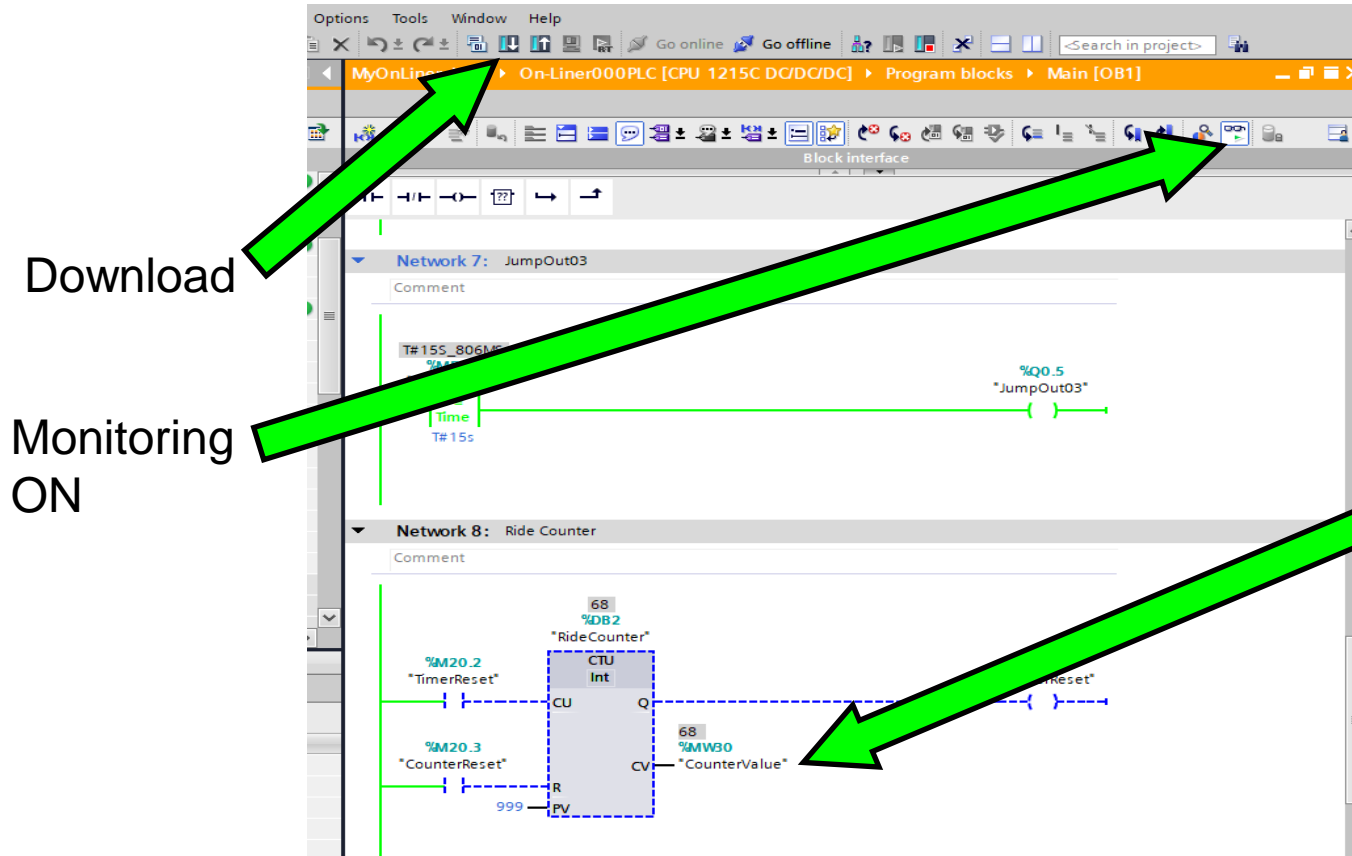 Options Tools Window Help
Go online Go offline <Search in project>
On-Liner000PLC [CPU 1215C DC/DC/DC] Program blocks Main [OB1]
Block interface
??
Download
Network 7: JumpOut03
Comment
%Q0.5
"JumpOut03"
Time
T#15s
Monitoring
ON
Network 8: Ride Counter
Comment
68
%DB2
"RideCounter"
CTU
Int
%M20.2
"TimerReset"
CU Q
68
%MW30
"CounterValue"
CV
%M20.3
"CounterReset"
R
999 PV